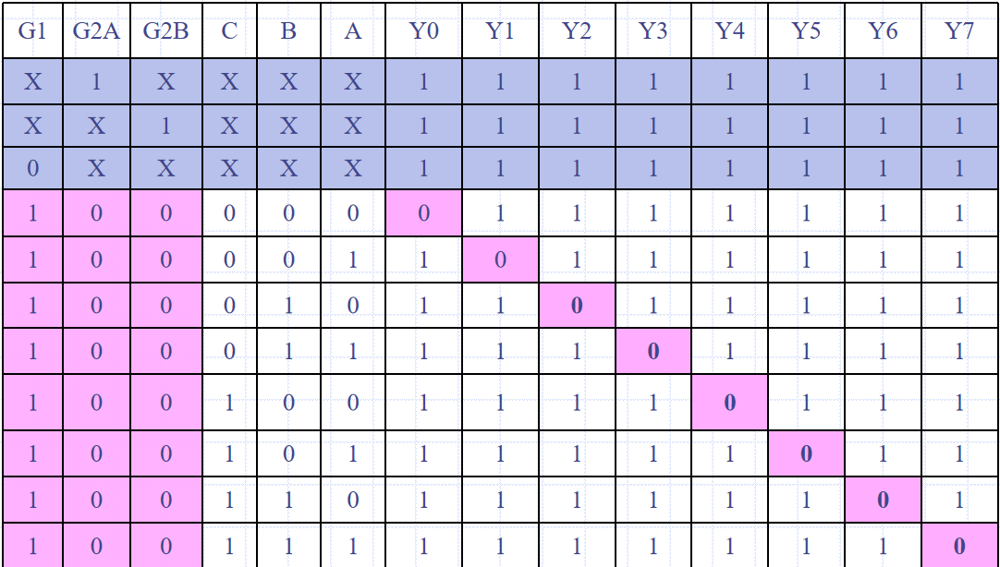 G1 G2A G2B C B A Y0 Y1 Y2 Y3 Y4 Y5 Y6 Y7
X 1 X X X X 1 1 1 1 1 1 1 1
X X 1 X X X 1 1 1 1 1 1 1 1
0 X X X X X 1 1 1 1 1 1 1 1
1 0 0 0 0 0 0 1 1 1 1 1 1 1
1 0 0 0 0 1 1 0 1 1 1 1 1 1
1 0 0 0 1 0 1 1 0 1 1 1 1 1
1 0 0 0 1 1 1 1 1 0 1 1 1 1
1 0 0 1 0 0 1 1 1 1 0 1 1 1
1 0 0 1 0 1 1 1 1 1 1 0 1 1
1 0 0 1 1 0 1 1 1 1 1 1 0 1
1 0 0 1 1 1 1 1 1 1 1 1 1 0